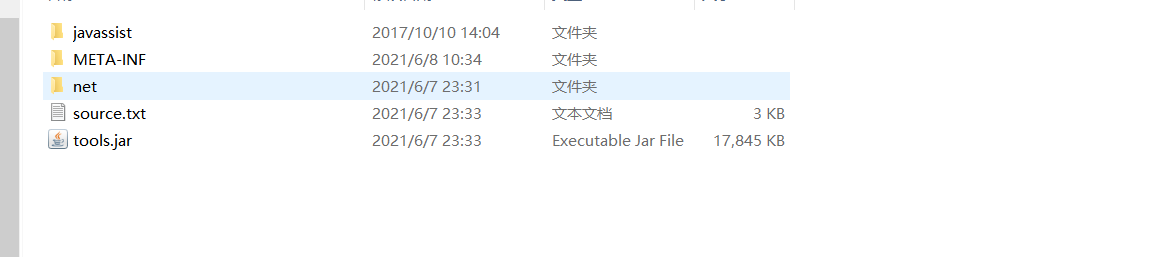 javassist 2017/10/10 14:04 文件夹
META-INF 2021/6/8 10:34 文件夹
net 2021/6/7 23:31 文件夹
source.txt 2021/6/7 23:33 文本文档 3 KB
tools.jar 2021/6/7 23:33 Executable Jar File 17,845 KB